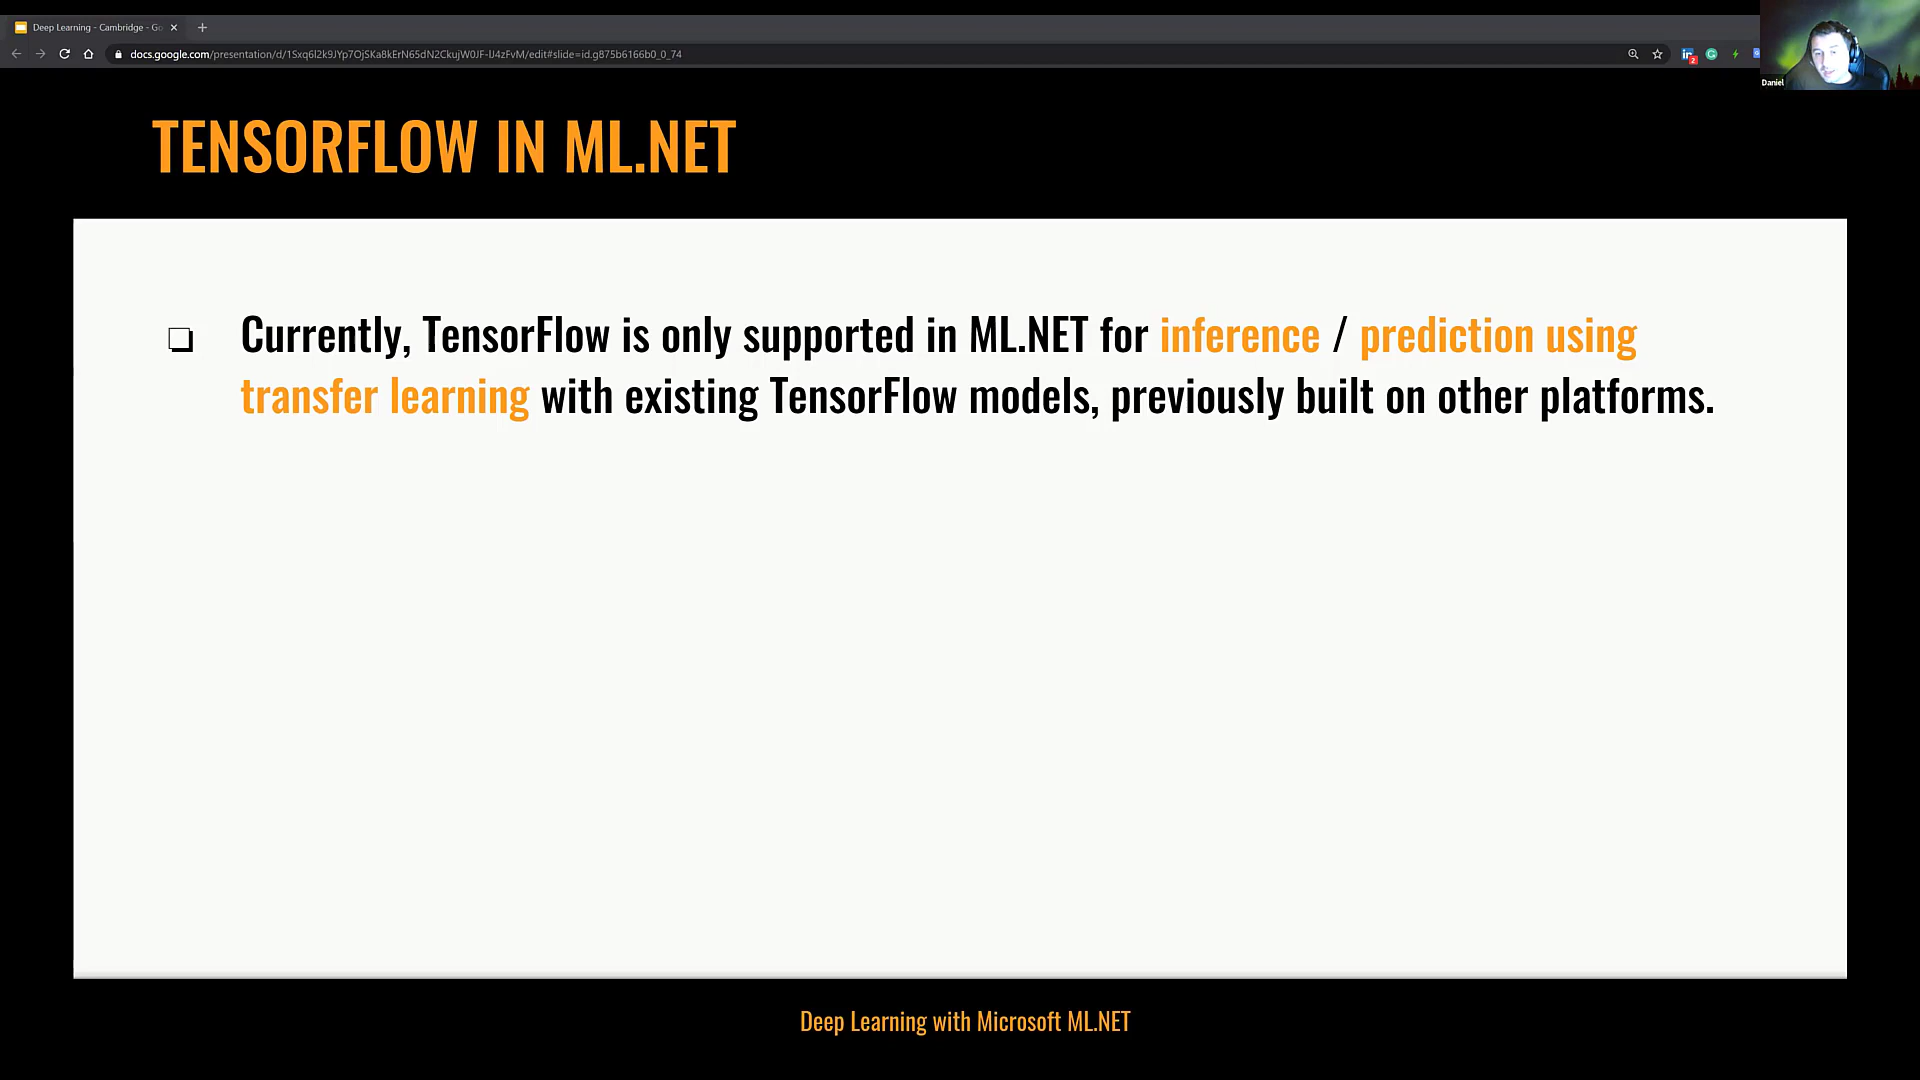 Deep Learning - Cambridge - Go
docs.google.com/presentation/d/1Sxq6l2k9JYp7OjSKa8kErN65dN2CkujW0JF-lJ4zFvM/edit#slide=id.g875b6166b0_0_74
2
Daniel
TENSORFLOW IN ML.NET
Currently, TensorFlow is only supported in ML.NET for inference / prediction using
transfer learning with existing TensorFlow models, previously built on other platforms.
Deep Learning with Microsoft ML.NET